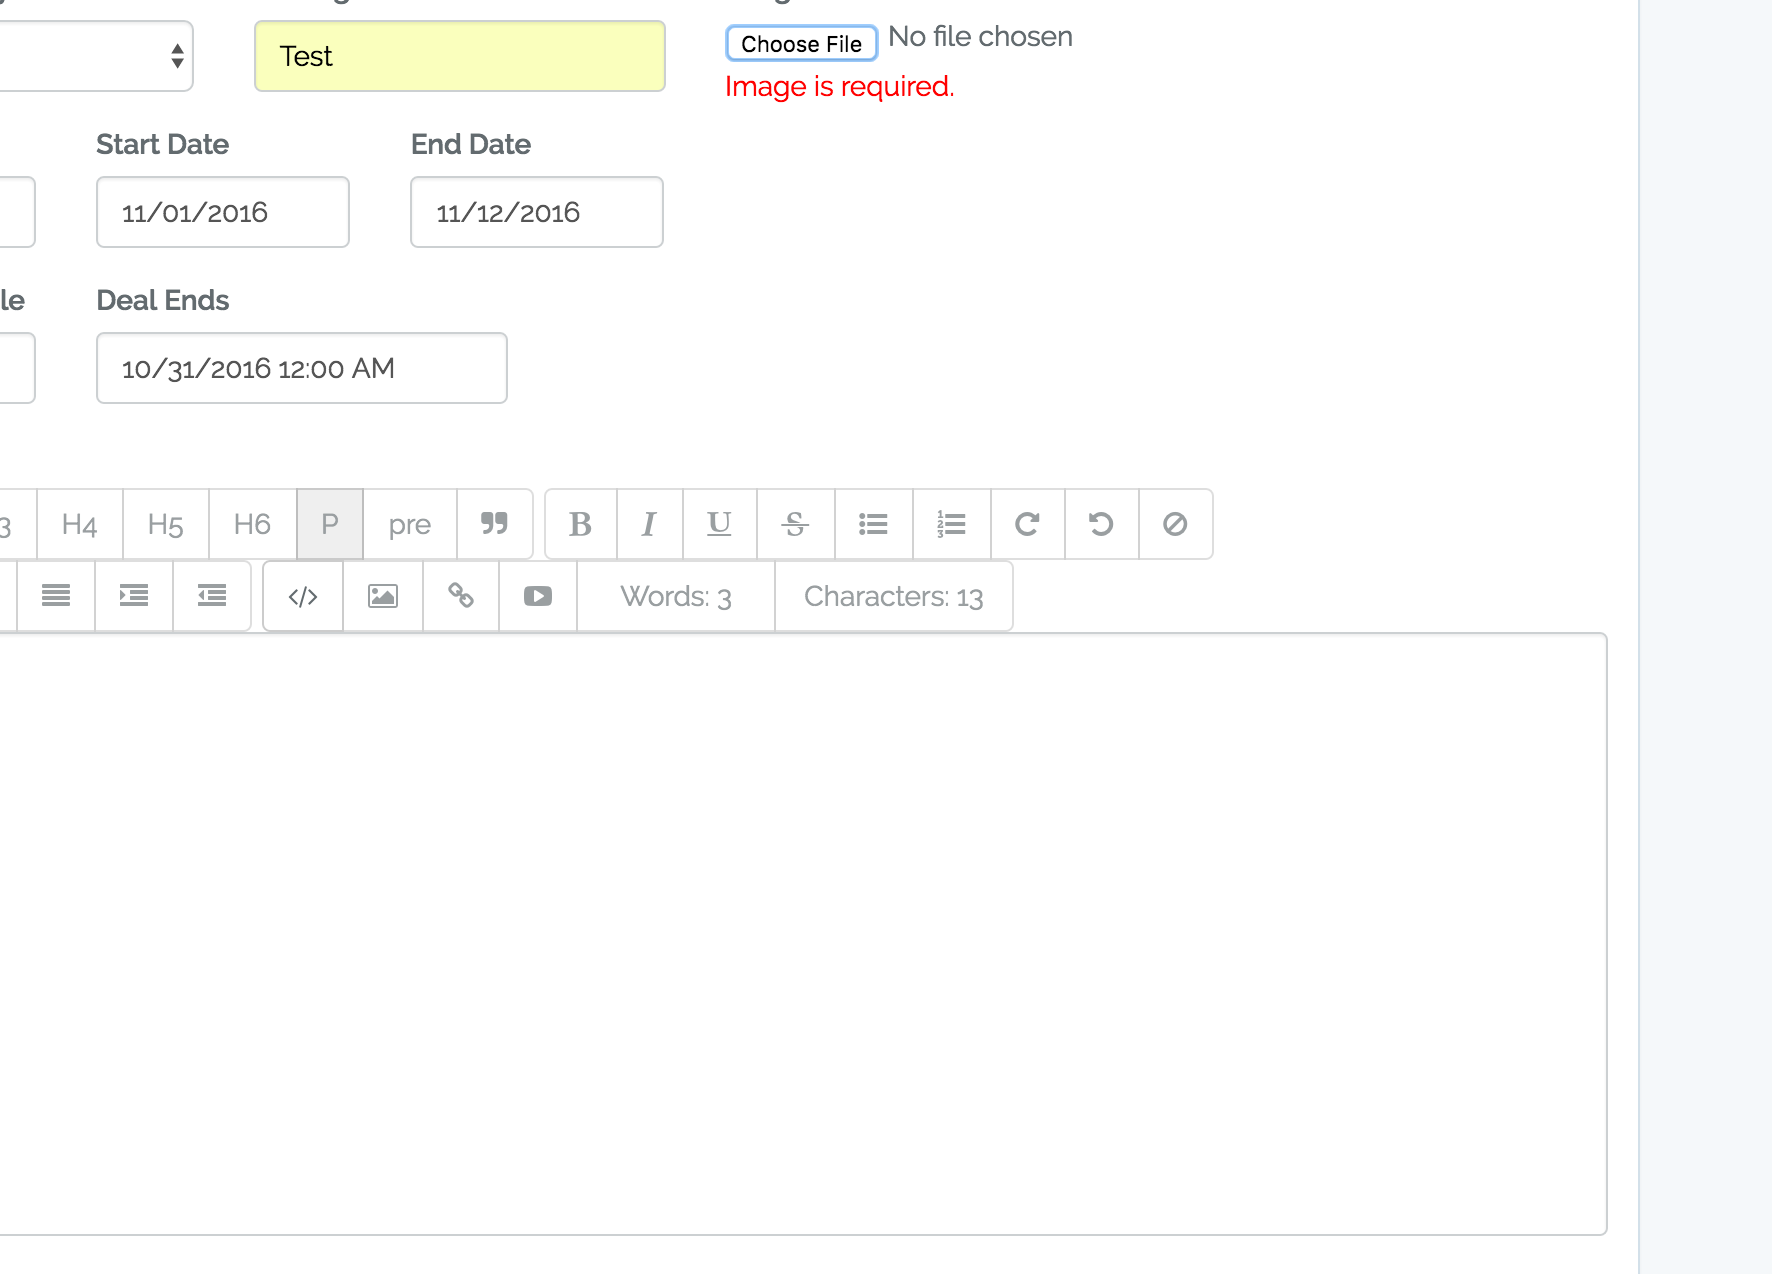 Test
Choose File No file chosen
Image is required.
Start Date End Date
11/01/2016 11/12/2016
le Deal Ends
10/31/2016 12:00 AM
3 H4 H5 H6 P pre ❞ B I U S
</> Words: 3 Characters: 13